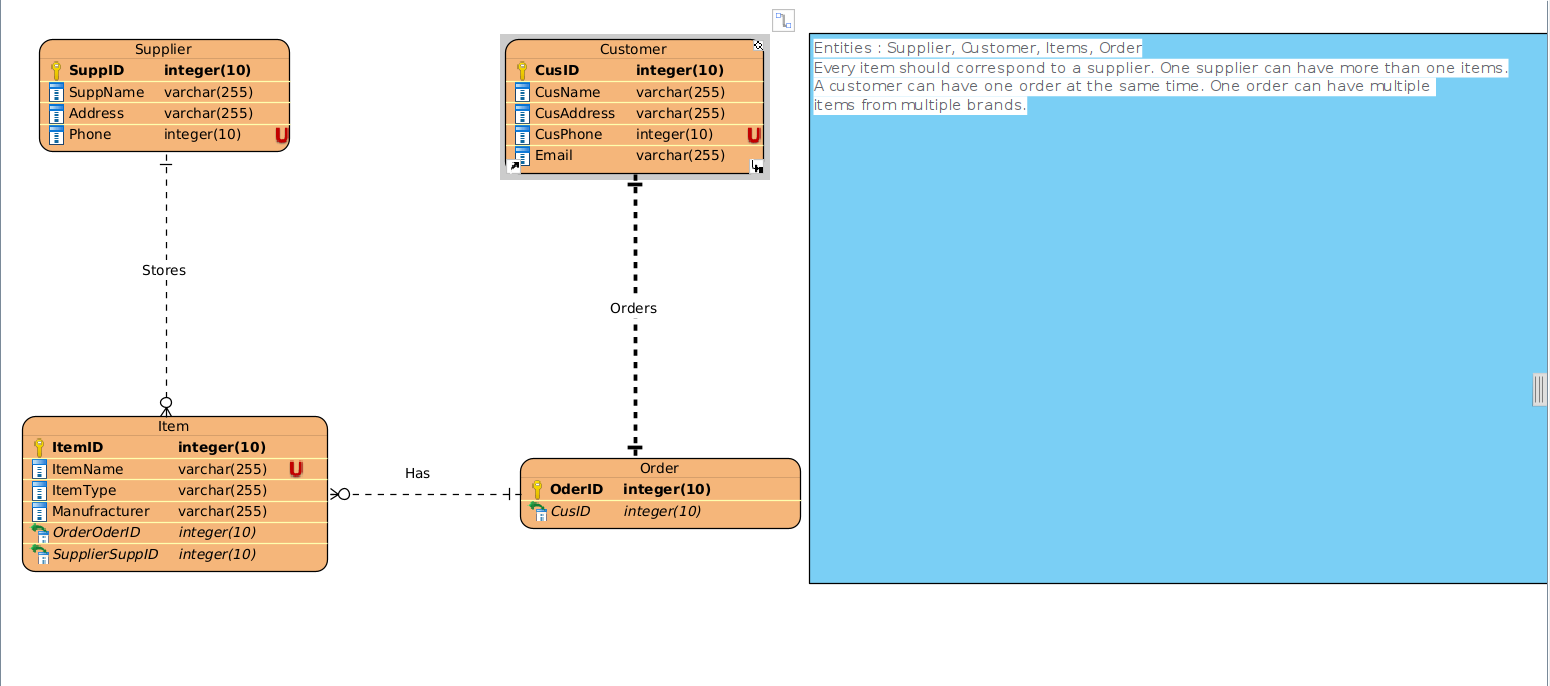 Supplier
SuppID integer(10)
SuppName varchar(255)
Address varchar(255)
Phone integer(10) U
Customer
CusID integer(10)
CusName varchar(255)
CusAddress varchar(255)
CusPhone integer(10) U
Email varchar(255)
Entities : Supplier, Customer, Items, Order
Every item should correspond to a supplier. One supplier can have more than one items.
A customer can have one order at the same time. One order can have multiple
items from multiple brands.
Stores
Orders
Item
ItemID integer(10)
ItemName varchar(255) U
ItemType varchar(255)
Manufracturer varchar(255)
OrderOderID integer(10)
SupplierSuppID integer(10)
Has
Order
OderID integer(10)
CusID integer(10)